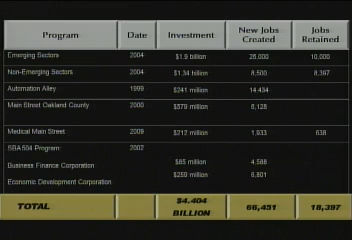 Program Date Investment New Jobs Created Jobs Retained
Emerging Sectors 2004 $1.9 billion 28,000 10,000
Non-Emerging Sectors 2004 $1.34 billion 8,500 8,397
Automation Alley 1999 $241 million 14,434
Main Street Oakland County 2000 $579 million 6,128
Medical Main Street 2009 $212 million 1,933 638
SBA 504 Program: 2002
Business Finance Corporation $85 million 4,588
Economic Development Corporation $259 million 6,801
TOTAL $4.404 BILLION 66,451 18,397